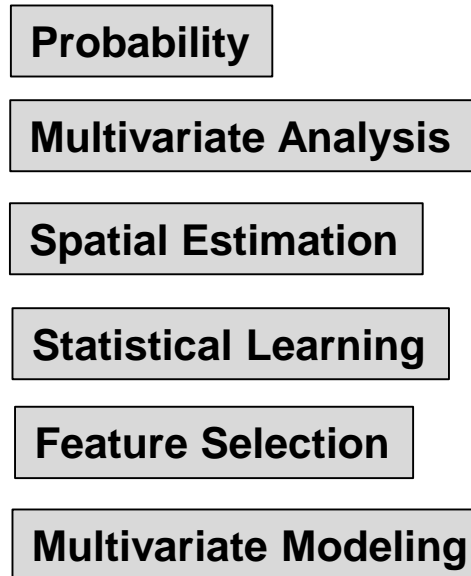 Probability
Multivariate Analysis
Spatial Estimation
Statistical Learning
Feature Selection
Multivariate Modeling